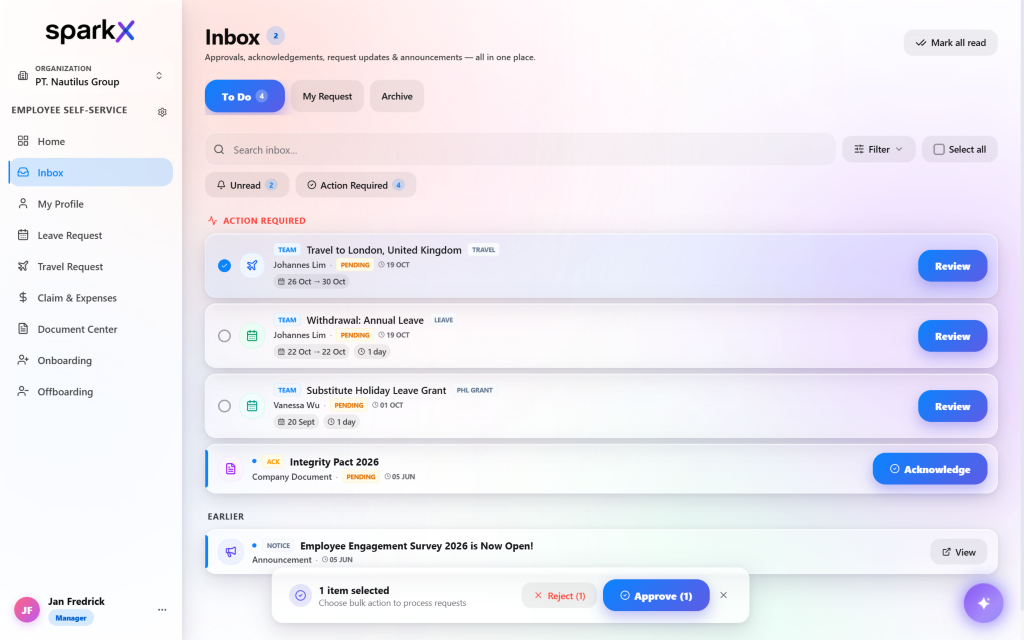 sparkX
ORGANIZATION
PT. Nautilus Group
EMPLOYEE SELF-SERVICE
Home
Inbox
My Profile
Leave Request
Travel Request
Claim & Expenses
Document Center
Onboarding
Offboarding
JF
Jan Fredrick
Manager
Inbox 2
Approvals, acknowledgements, request updates & announcements — all in one place.
Mark all read
To Do 4
My Request
Archive
Search inbox...
Filter
Select all
Unread 2
Action Required 4
ACTION REQUIRED
TEAM Travel to London, United Kingdom TRAVEL
Johannes Lim · PENDING 19 OCT
26 Oct → 30 Oct
Review
TEAM Withdrawal: Annual Leave LEAVE
Johannes Lim · PENDING 19 OCT
22 Oct → 22 Oct 1 day
Review
TEAM Substitute Holiday Leave Grant PHL GRANT
Vanessa Wu · PENDING 01 OCT
20 Sept 1 day
Review
ACK Integrity Pact 2026
Company Document · PENDING 05 JUN
Acknowledge
EARLIER
NOTICE Employee Engagement Survey 2026 is Now Open!
Announcement · 05 JUN
View
1 item selected
Choose bulk action to process requests
Reject (1)
Approve (1)